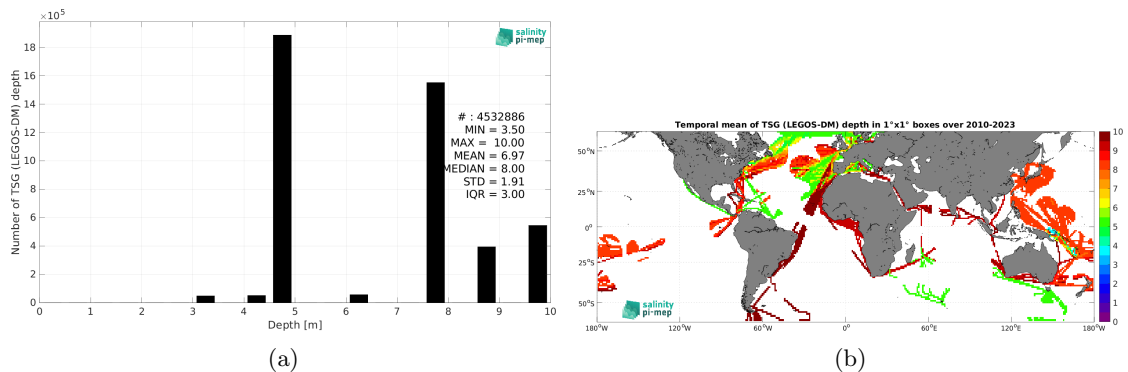 ×10⁵
18
16
14
12
10
8
6
4
2
0
Number of TSG (LEGOS-DM) depth
0 1 2 3 4 5 6 7 8 9 10
Depth [m]
salinity
pi-mep
# : 4532886
MIN = 3.50
MAX = 10.00
MEAN = 6.97
MEDIAN = 8.00
STD = 1.91
IQR = 3.00
(a)
Temporal mean of TSG (LEGOS-DM) depth in 1°x1° boxes over 2010-2023
50°N
25°N
0°
25°S
50°S
180°W 120°W 60°W 0° 60°E 120°E 180°E
salinity
pi-mep
10
9
8
7
6
5
4
3
2
1
0
(b)